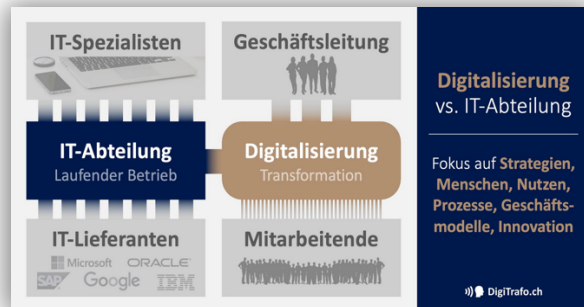 IT-Spezialisten
Geschäftsleitung
IT-Abteilung
Laufender Betrieb
Digitalisierung
Transformation
IT-Lieferanten
Microsoft ORACLE
SAP Google IBM
Mitarbeitende
Digitalisierung
vs. IT-Abteilung
Fokus auf Strategien,
Menschen, Nutzen,
Prozesse, Geschäfts-
modelle, Innovation
DigiTrafo.ch